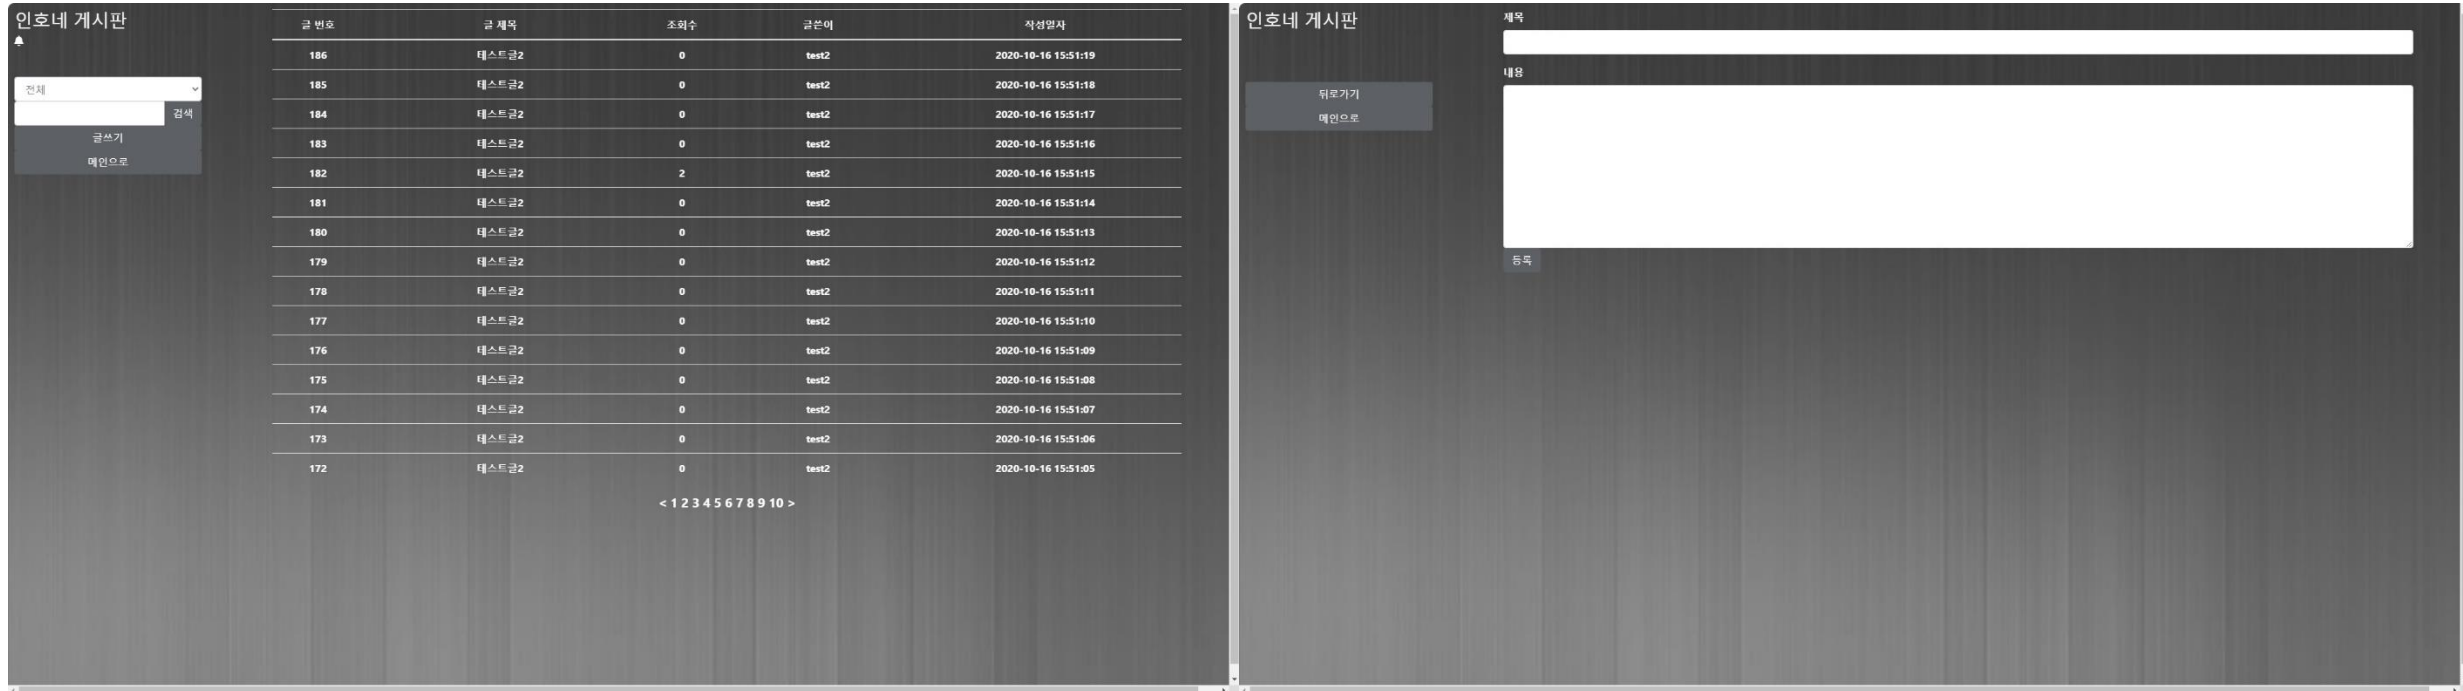 인호네 게시판
전체
검색
글쓰기
메인으로
글 번호 글 제목 조회수 글쓴이 작성일자
186 테스트글2 0 test2 2020-10-16 15:51:19
185 테스트글2 0 test2 2020-10-16 15:51:18
184 테스트글2 0 test2 2020-10-16 15:51:17
183 테스트글2 0 test2 2020-10-16 15:51:16
182 테스트글2 2 test2 2020-10-16 15:51:15
181 테스트글2 0 test2 2020-10-16 15:51:14
180 테스트글2 0 test2 2020-10-16 15:51:13
179 테스트글2 0 test2 2020-10-16 15:51:12
178 테스트글2 0 test2 2020-10-16 15:51:11
177 테스트글2 0 test2 2020-10-16 15:51:10
176 테스트글2 0 test2 2020-10-16 15:51:09
175 테스트글2 0 test2 2020-10-16 15:51:08
174 테스트글2 0 test2 2020-10-16 15:51:07
173 테스트글2 0 test2 2020-10-16 15:51:06
172 테스트글2 0 test2 2020-10-16 15:51:05
< 1 2 3 4 5 6 7 8 9 10 >
인호네 게시판
뒤로가기
메인으로
제목
내용
등록